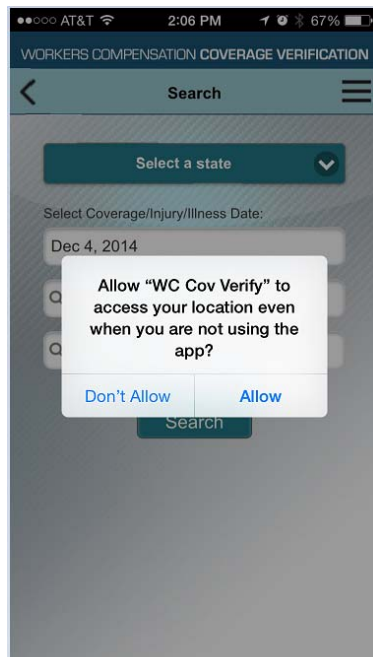 AT&T 2:06 PM 67%
WORKERS COMPENSATION COVERAGE VERIFICATION
Search
Select a state
Select Coverage/Injury/Illness Date:
Dec 4, 2014
Allow “WC Cov Verify” to
access your location even
when you are not using the
app?
Don’t Allow Allow
Search